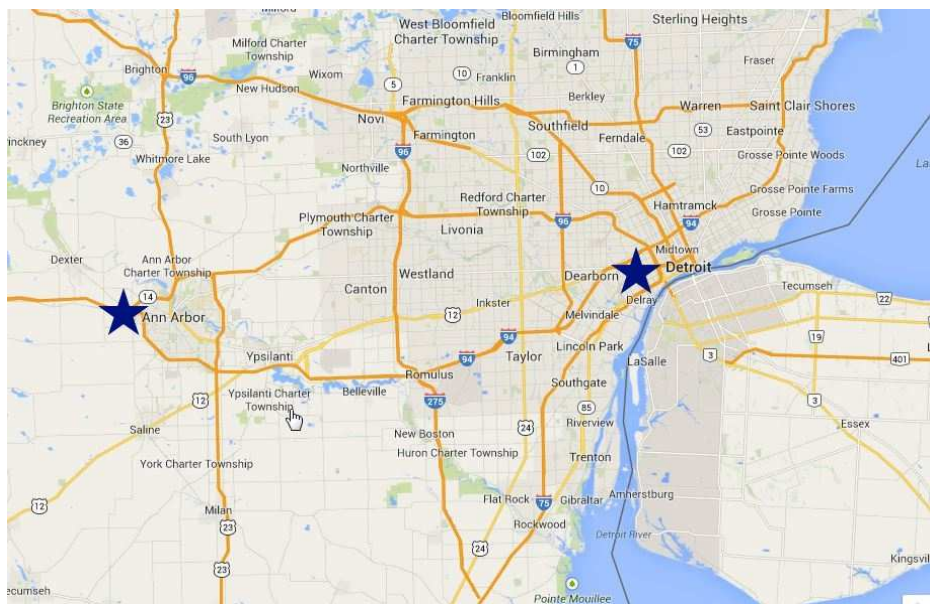 Milford
West Bloomfield
Charter Township
Bloomfield Hills
Sterling Heights
75
Milford Charter
Township
Birmingham
Fraser
Brighton
96
Wixom
5
10
Franklin
1
New Hudson
Berkley
Farmington Hills
Warren
Saint Clair Shores
Brighton State
Recreation Area
23
Novi
Southfield
Farmington
Ferndale
53
Eastpointe
36
South Lyon
96
102
102
Grosse Pointe Woods
Whitmore Lake
Northville
10
Grosse Pointe Farms
Redford Charter
Township
Hamtramck
Plymouth Charter
Township
96
94
Grosse Pointe
Livonia
Midtown
Dexter
Ann Arbor
Charter Township
Westland
Dearborn
Detroit
Canton
Inkster
Delray
Tecumseh
14
Ann Arbor
12
Melvindale
22
94
19
Lincoln Park
LaSalle
3
401
Ypsilanti
94
Taylor
Romulus
Southgate
Ypsilanti Charter
Township
Belleville
12
275
85
Riverview
3
Saline
New Boston
24
Essex
Huron Charter Township
Trenton
York Charter Township
Flat Rock
75
Gibraltar
Amherstburg
12
Milan
Rockwood
23
24
Detroit River
23
Pointe Mouillee